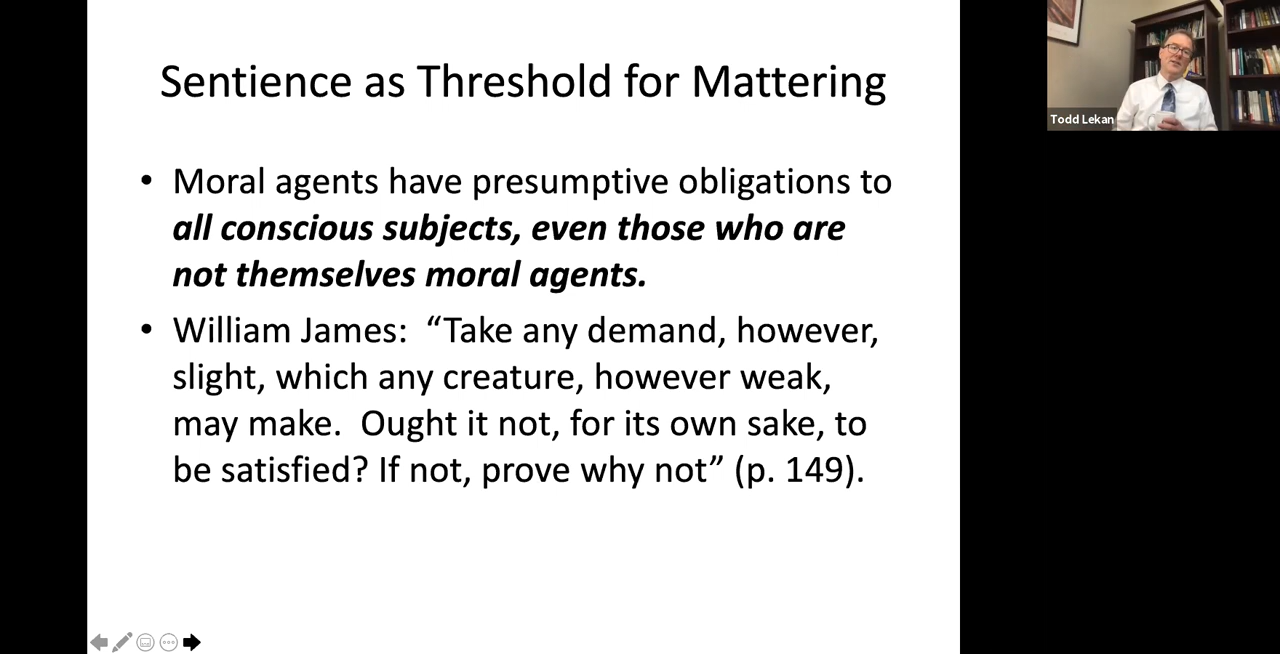 Sentience as Threshold for Mattering
• Moral agents have presumptive obligations to
all conscious subjects, even those who are
not themselves moral agents.
• William James:  “Take any demand, however,
slight, which any creature, however weak,
may make.  Ought it not, for its own sake, to
be satisfied? If not, prove why not” (p. 149).
Todd Lekan